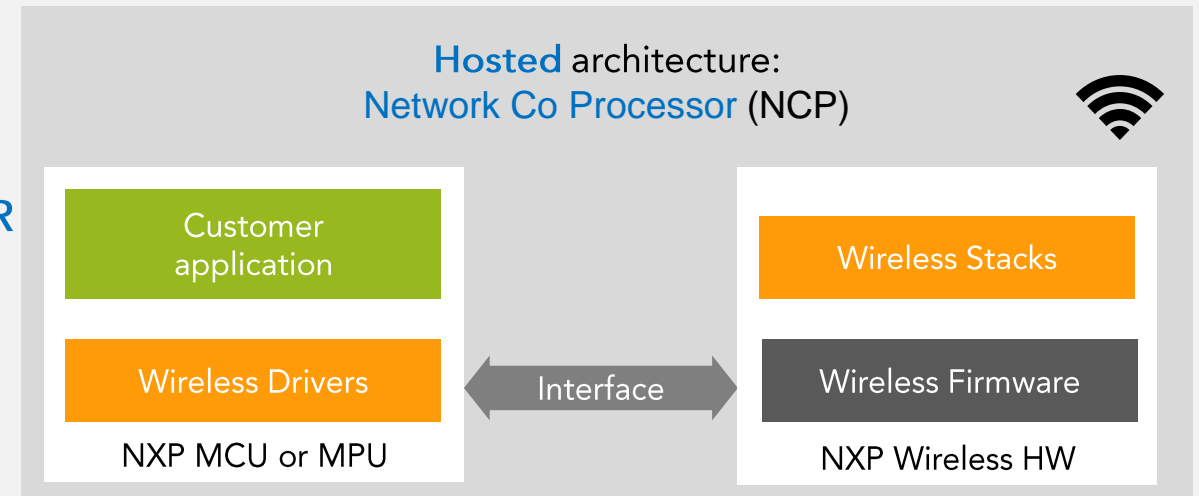 Hosted architecture:
Network Co Processor (NCP)
R
Customer
application
Wireless Drivers
NXP MCU or MPU
Interface
Wireless Stacks
Wireless Firmware
NXP Wireless HW